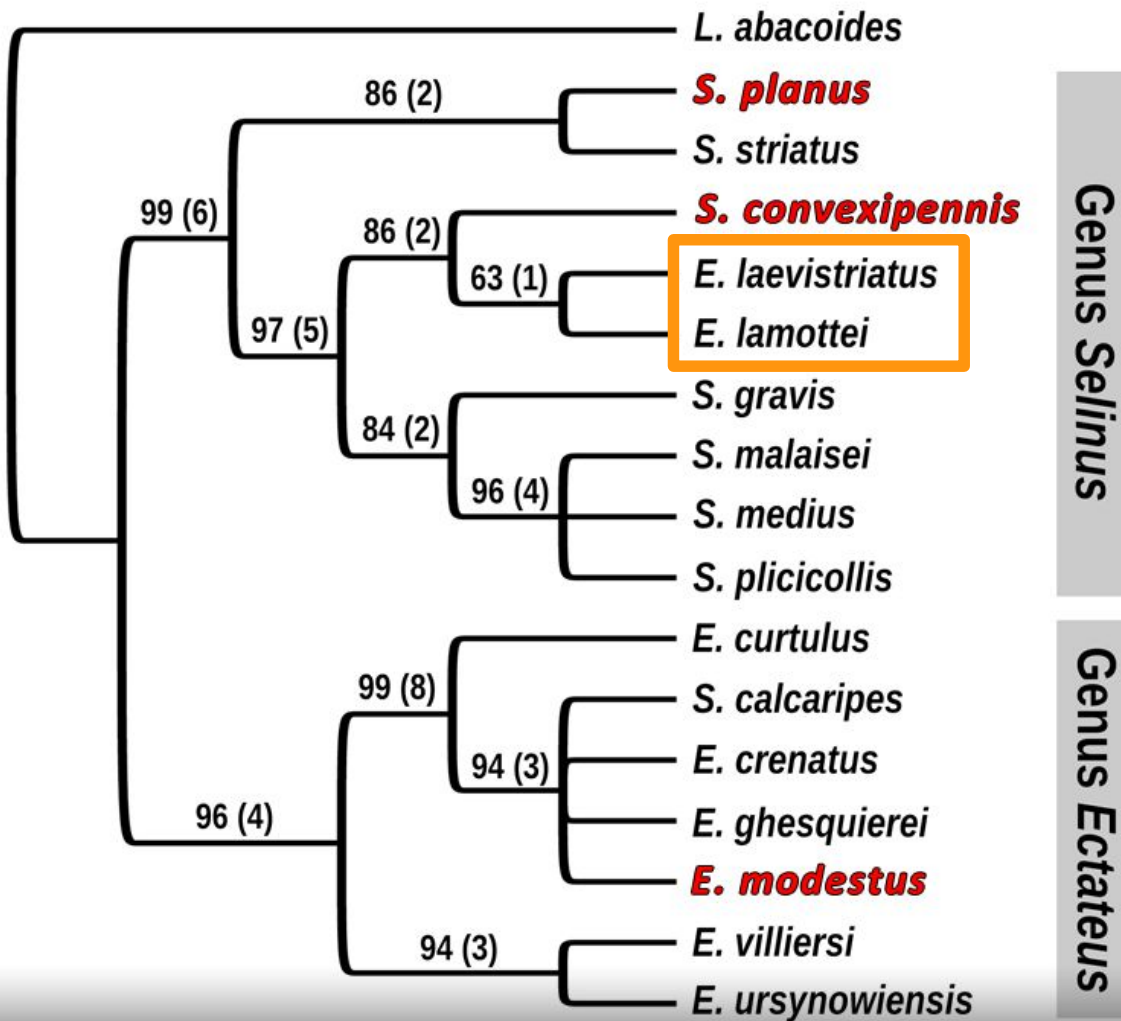 L. abacoides
86 (2)
S. planus
S. striatus
99 (6)
S. convexipennis
86 (2)
E. laevistriatus
63 (1)
E. lamottei
97 (5)
S. gravis
84 (2)
S. malaisei
96 (4)
S. medius
S. plicicollis
Genus Selinus
E. curtulus
99 (8)
S. calcaripes
E. crenatus
94 (3)
E. ghesquierei
96 (4)
E. modestus
E. villiersi
94 (3)
E. ursynowiensis
Genus Ectateus